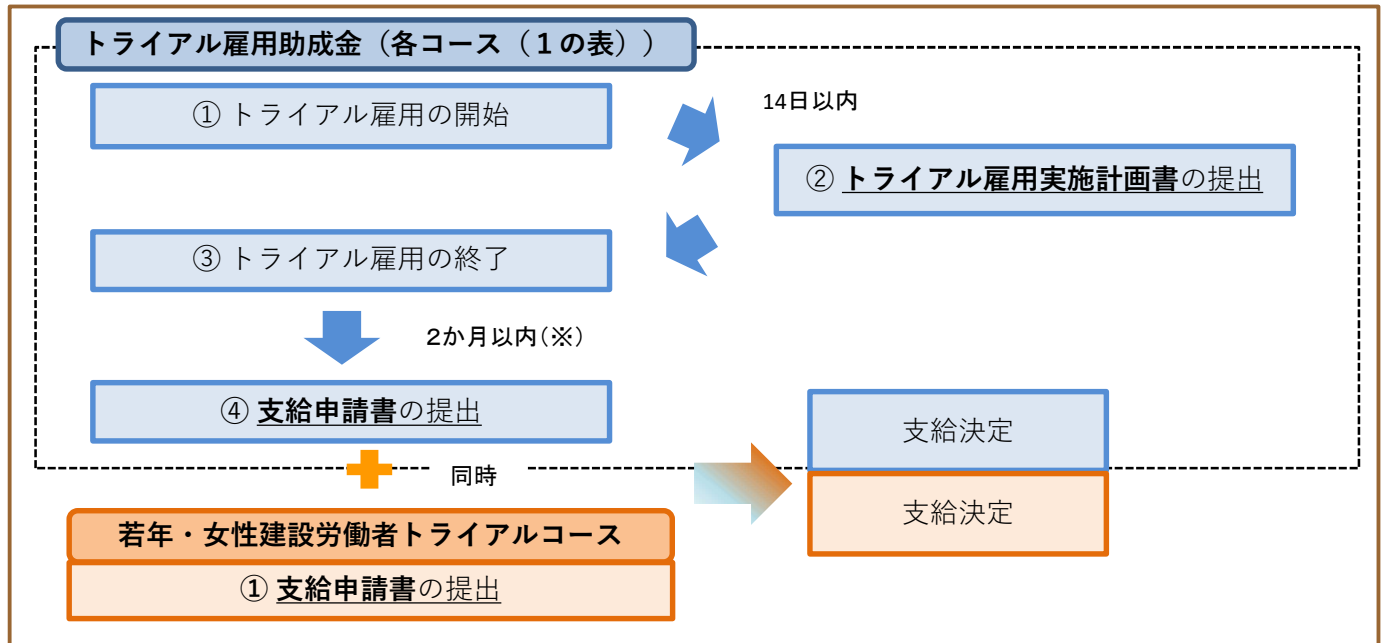 トライアル雇用助成金（各コース（１の表））
① トライアル雇用の開始
14日以内
② トライアル雇用実施計画書の提出
③ トライアル雇用の終了
２か月以内(※)
④ 支給申請書の提出
支給決定
同時
支給決定
若年・女性建設労働者トライアルコース
① 支給申請書の提出